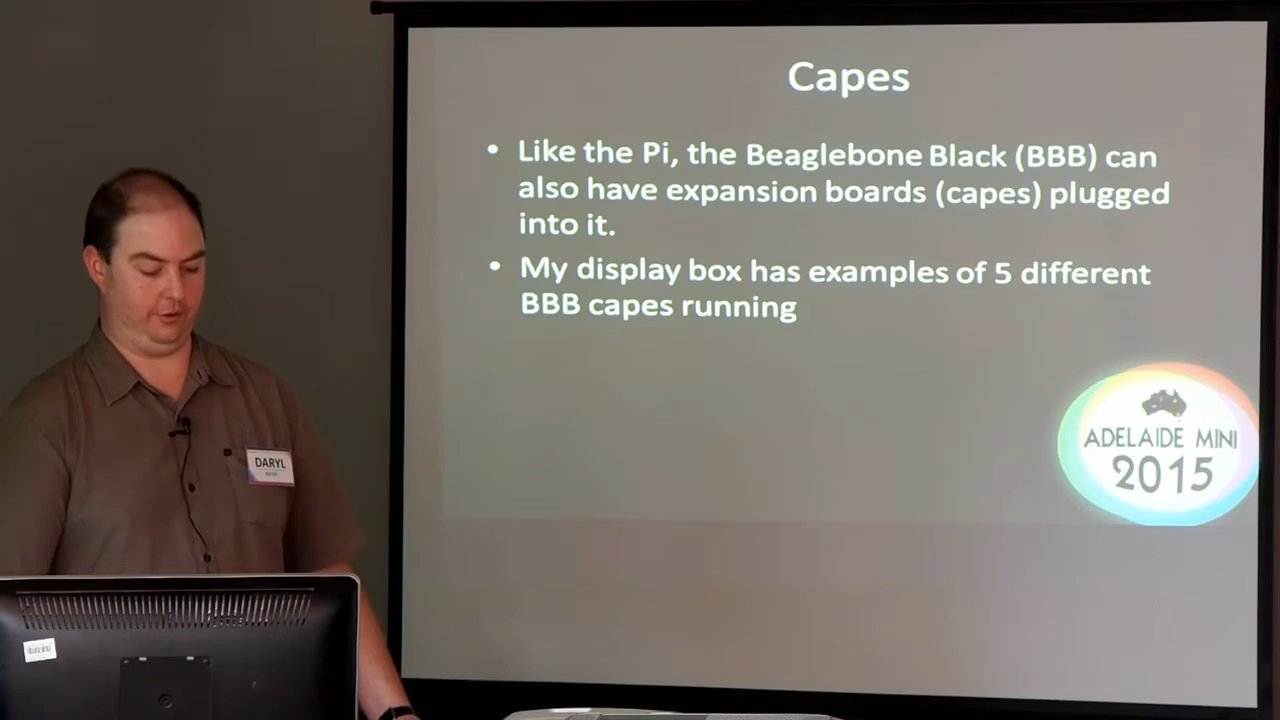 Capes
• Like the Pi, the Beaglebone Black (BBB) can
also have expansion boards (capes) plugged
into it.
• My display box has examples of 5 different
BBB capes running
ADELAIDE MINI
2015
DARYL